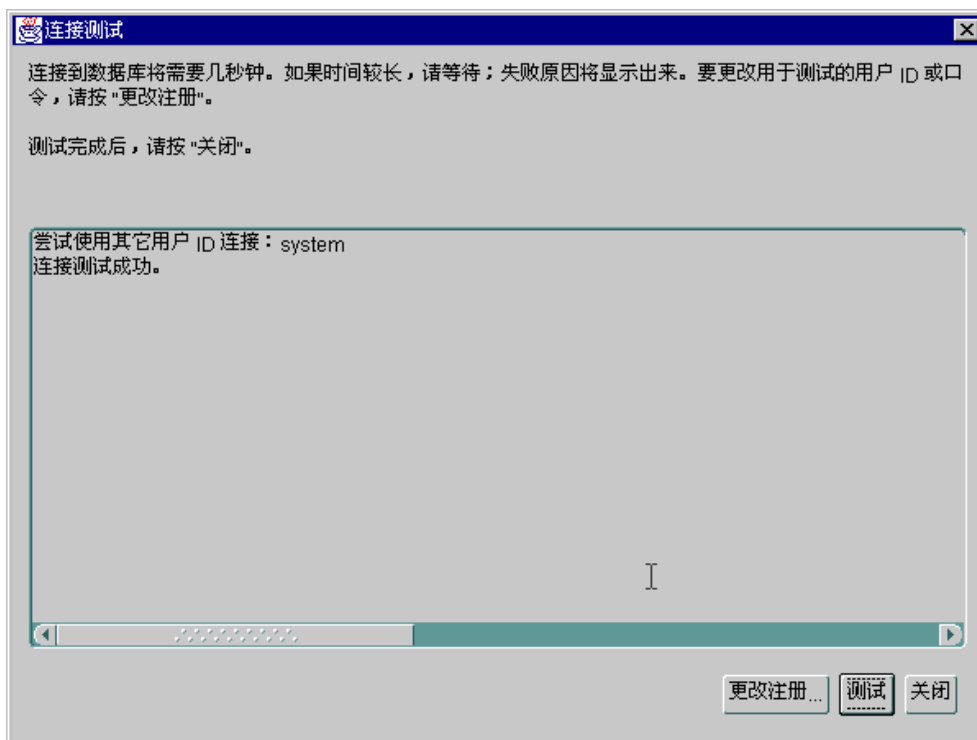 连接测试
连接到数据库将需要几秒钟。如果时间较长，请等待；失败原因将显示出来。要更改用于测试的用户 ID 或口
令，请按 "更改注册"。
测试完成后，请按 "关闭"。
尝试使用其它用户 ID 连接： system
连接测试成功。
更改注册... 测试 关闭